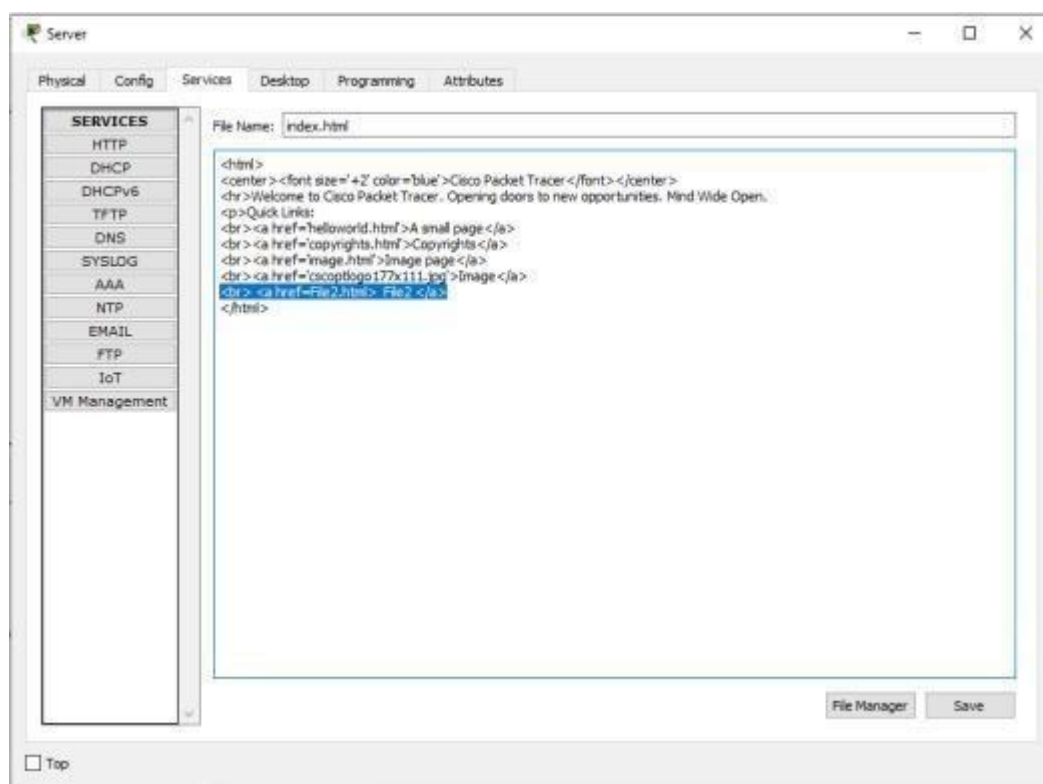 Server
Physical Config Services Desktop Programming Attributes
SERVICES
HTTP
DHCP
DHCPv6
TFTP
DNS
SYSLOG
AAA
NTP
EMAIL
FTP
IoT
VM Management
File Name: index.html
<html>
<center><font size='+2' color='blue'>Cisco Packet Tracer</font></center>
<hr>Welcome to Cisco Packet Tracer. Opening doors to new opportunities. Mind Wide Open.
<p>Quick Links:
<br><a href='helloworld.html'>A small page</a>
<br><a href='copyrights.html'>Copyrights</a>
<br><a href='image.html'>Image page</a>
<br><a href='cscoptlogo177x111.jpg'>Image</a>
<br> <a href=File2.html> File2 </a>
</html>
File Manager Save
Top